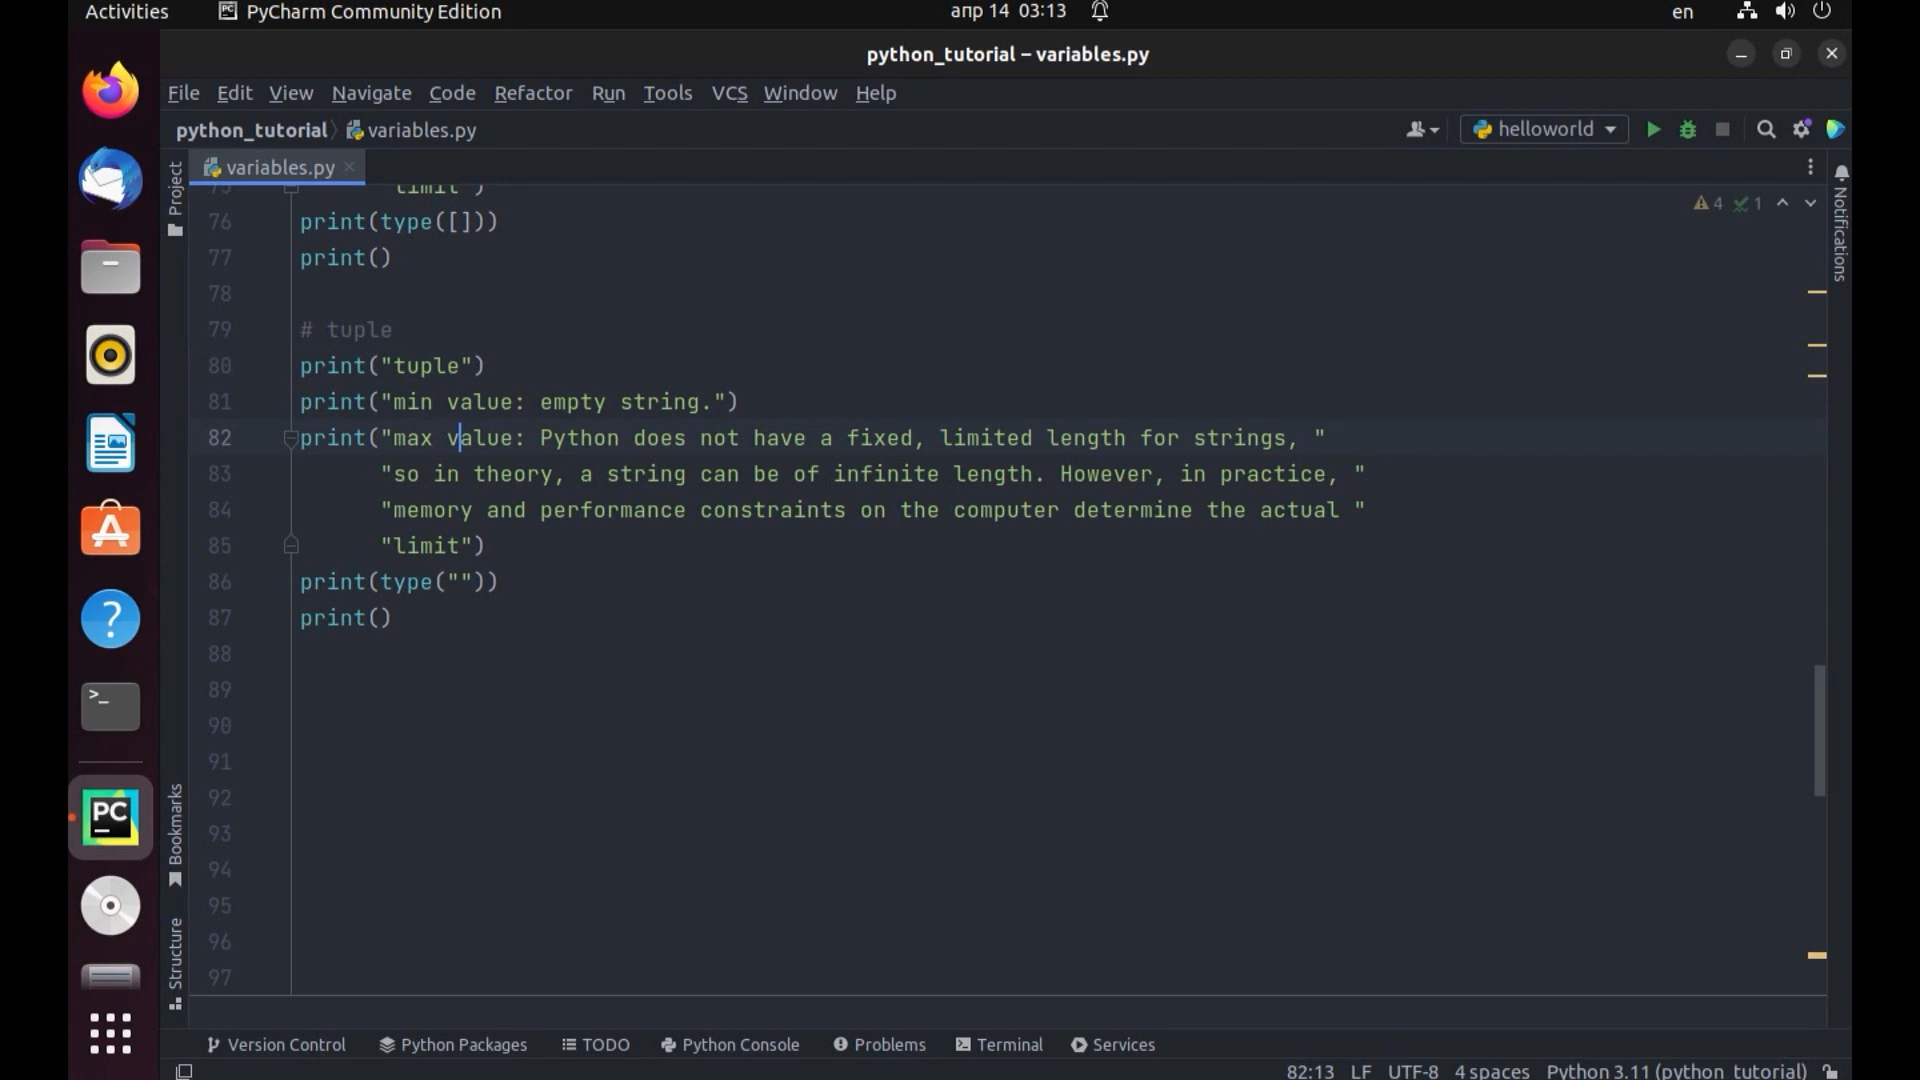 Activities PyCharm Community Edition апр 14 03:13 en
python_tutorial – variables.py
File Edit View Navigate Code Refactor Run Tools VCS Window Help
python_tutorial variables.py helloworld
Project
variables.py
Notifications
75 "limit")
4 1
76 print(type([]))
77 print()
78
79 # tuple
80 print("tuple")
81 print("min value: empty string.")
82 print("max value: Python does not have a fixed, limited length for strings, "
83 "so in theory, a string can be of infinite length. However, in practice, "
84 "memory and performance constraints on the computer determine the actual "
85 "limit")
86 print(type(""))
87 print()
88
89
90
91
92
93
94
95
96
97
Bookmarks
Structure
Version Control Python Packages TODO Python Console Problems Terminal Services
82:13 LF UTF-8 4 spaces Python 3.11 (python_tutorial)